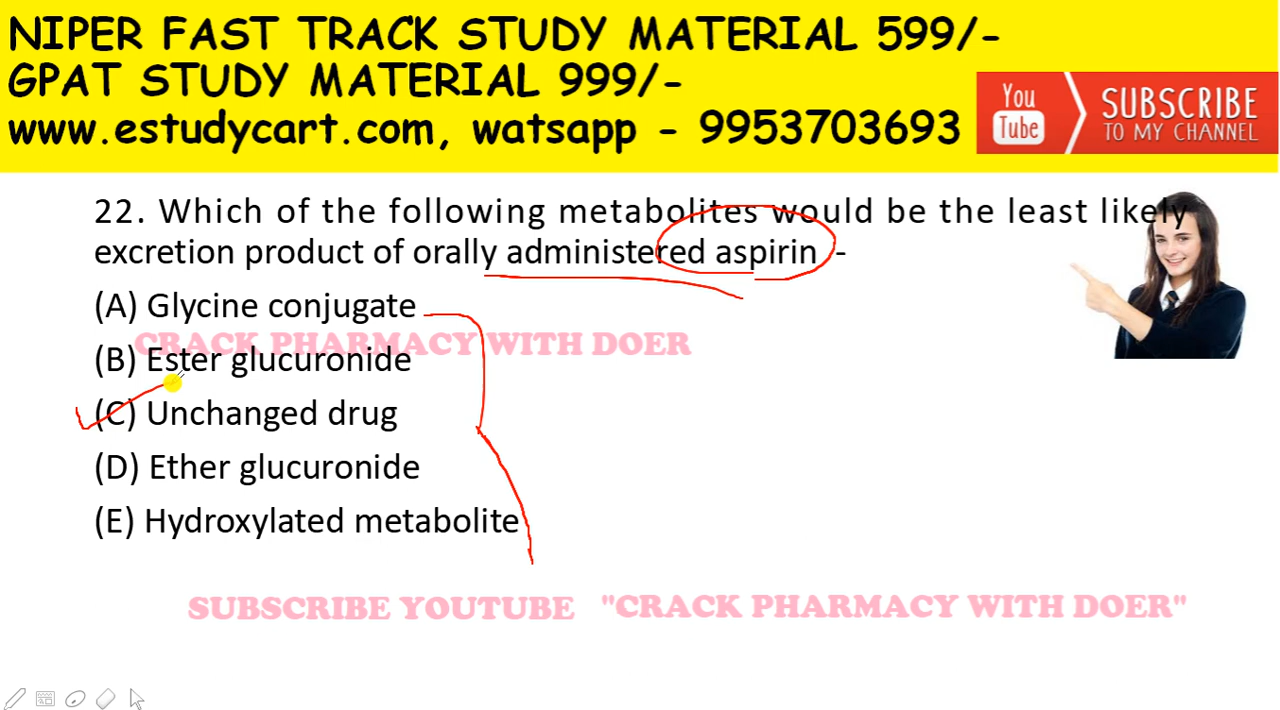 NIPER FAST TRACK STUDY MATERIAL 599/-
GPAT STUDY MATERIAL 999/-
www.estudycart.com, watsapp - 9953703693
You
Tube
SUBSCRIBE
TO MY CHANNEL
22. Which of the following metabolites would be the least likely
excretion product of orally administered aspirin -
(A) Glycine conjugate
CRACK PHARMACY WITH DOER
(B) Ester glucuronide
(C) Unchanged drug
(D) Ether glucuronide
(E) Hydroxylated metabolite
SUBSCRIBE YOUTUBE "CRACK PHARMACY WITH DOER"